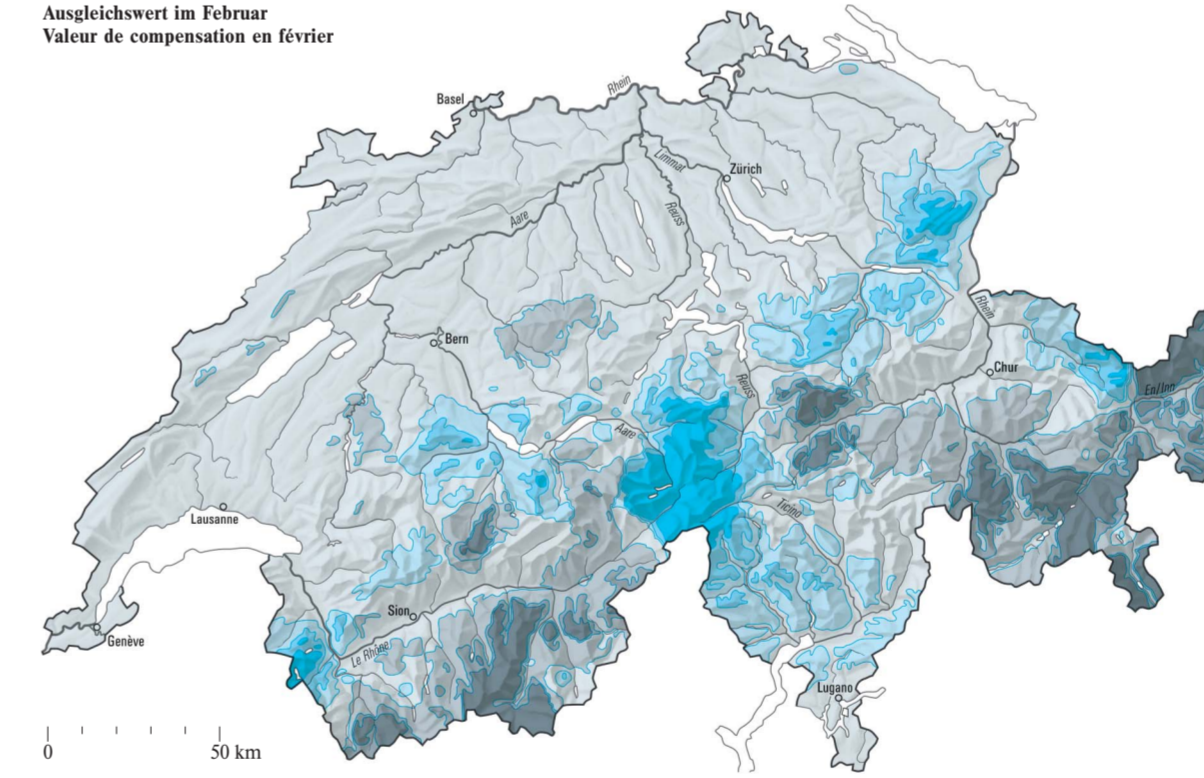 Ausgleichswert im Februar
Valeur de compensation en février
Rhein
Basel
Limmat
Zürich
Aare
Reuss
Rhein
Bern
Chur
Reuss
En/Inn
Aare
Lausanne
Ticino
Sion
Genève
Le Rhône
Lugano
0 50 km